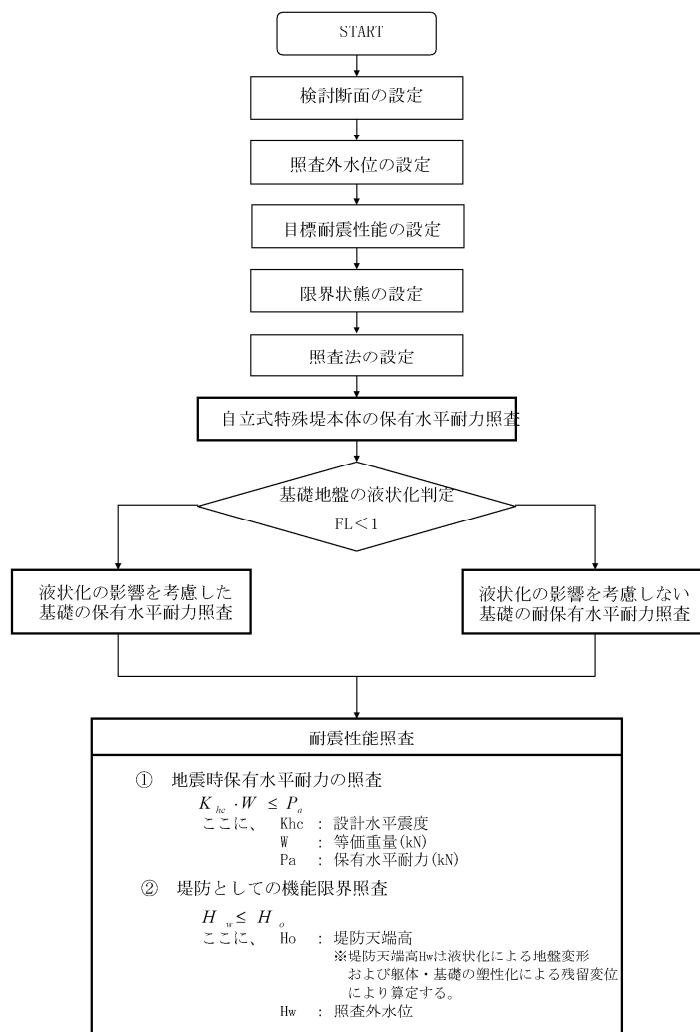 START
検討断面の設定
照査外水位の設定
目標耐震性能の設定
限界状態の設定
照査法の設定
自立式特殊堤本体の保有水平耐力照査
基礎地盤の液状化判定
FL＜1
液状化の影響を考慮した
基礎の保有水平耐力照査
液状化の影響を考慮しない
基礎の耐保有水平耐力照査
耐震性能照査
① 地震時保有水平耐力の照査
K hc ・W ≤ P a
ここに、 Khc : 設計水平震度
W : 等価重量(kN)
Pa : 保有水平耐力(kN)
② 堤防としての機能限界照査
H w ≤ H o
ここに、 Ho : 堤防天端高
※堤防天端高Hwは液状化による地盤変形
および躯体・基礎の塑性化による残留変位
により算定する。
Hw : 照査外水位